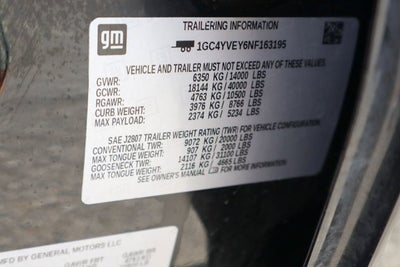 TRAILERING INFORMATION
gm
1GC4YVEY6NF163195
VEHICLE AND TRAILER MUST NOT EXCEED ANY OF THESE WEIGHTS
GVWR: 6350 KG / 14000 LBS
GCWR: 18144 KG / 40000 LBS
RGAWR: 4763 KG / 10500 LBS
CURB WEIGHT: 3976 KG / 8766 LBS
MAX PAYLOAD: 2374 KG / 5234 LBS
SAE J2807 TRAILER WEIGHT RATING (TWR) FOR VEHICLE CONFIGURATION.
CONVENTIONAL TWR: 9072 KG / 20000 LBS
MAX TONGUE WEIGHT: 907 KG / 2000 LBS
GOOSENECK TWR: 14107 KG / 31100 LBS
MAX TONGUE WEIGHT: 2116 KG / 4665 LBS
SEE OWNER'S MANUAL FOR
MFD BY GENERAL MOTORS LLC